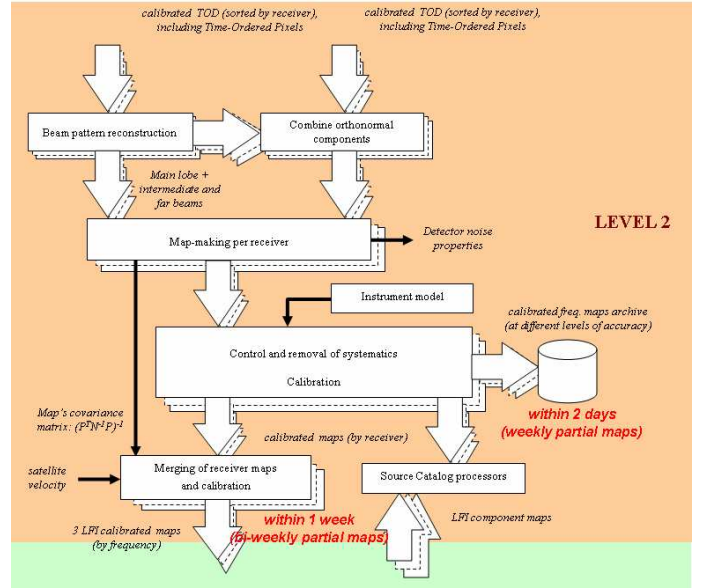 calibrated TOD (sorted by receiver),
including Time-Ordered Pixels
calibrated TOD (sorted by receiver),
including Time-Ordered Pixels
Beam pattern reconstruction
Combine orthonormal
components
Main lobe +
intermediate and
far beams
LEVEL 2
Map-making per receiver
Detector noise
properties
Instrument model
calibrated freq. maps archive
(at different levels of accuracy)
Control and removal of systematics
Calibration
within 2 days
(weekly partial maps)
Map's covariance
matrix: (PᵀN⁻¹P)⁻¹
calibrated maps (by receiver)
satellite
velocity
Merging of receiver maps
and calibration
Source Catalog processors
within 1 week
(bi-weekly partial maps)
3 LFI calibrated maps
(by frequency)
LFI component maps